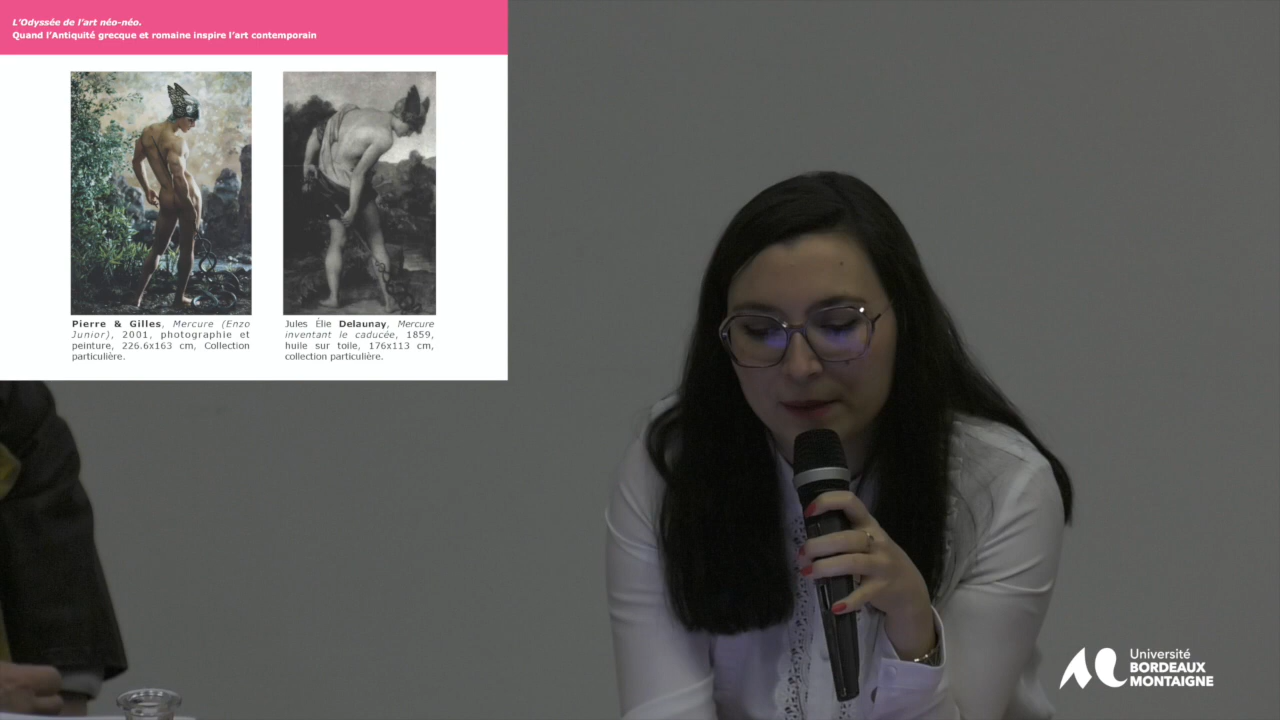 L'Odyssée de l'art néo-néo.
Quand l'Antiquité grecque et romaine inspire l'art contemporain
Pierre & Gilles, Mercure (Enzo
Junior), 2001, photographie et
peinture, 226.6x163 cm, Collection
particulière.
Jules Élie Delaunay, Mercure
inventant le caducée, 1859,
huile sur toile, 176x113 cm,
collection particulière.
Université
BORDEAUX
MONTAIGNE